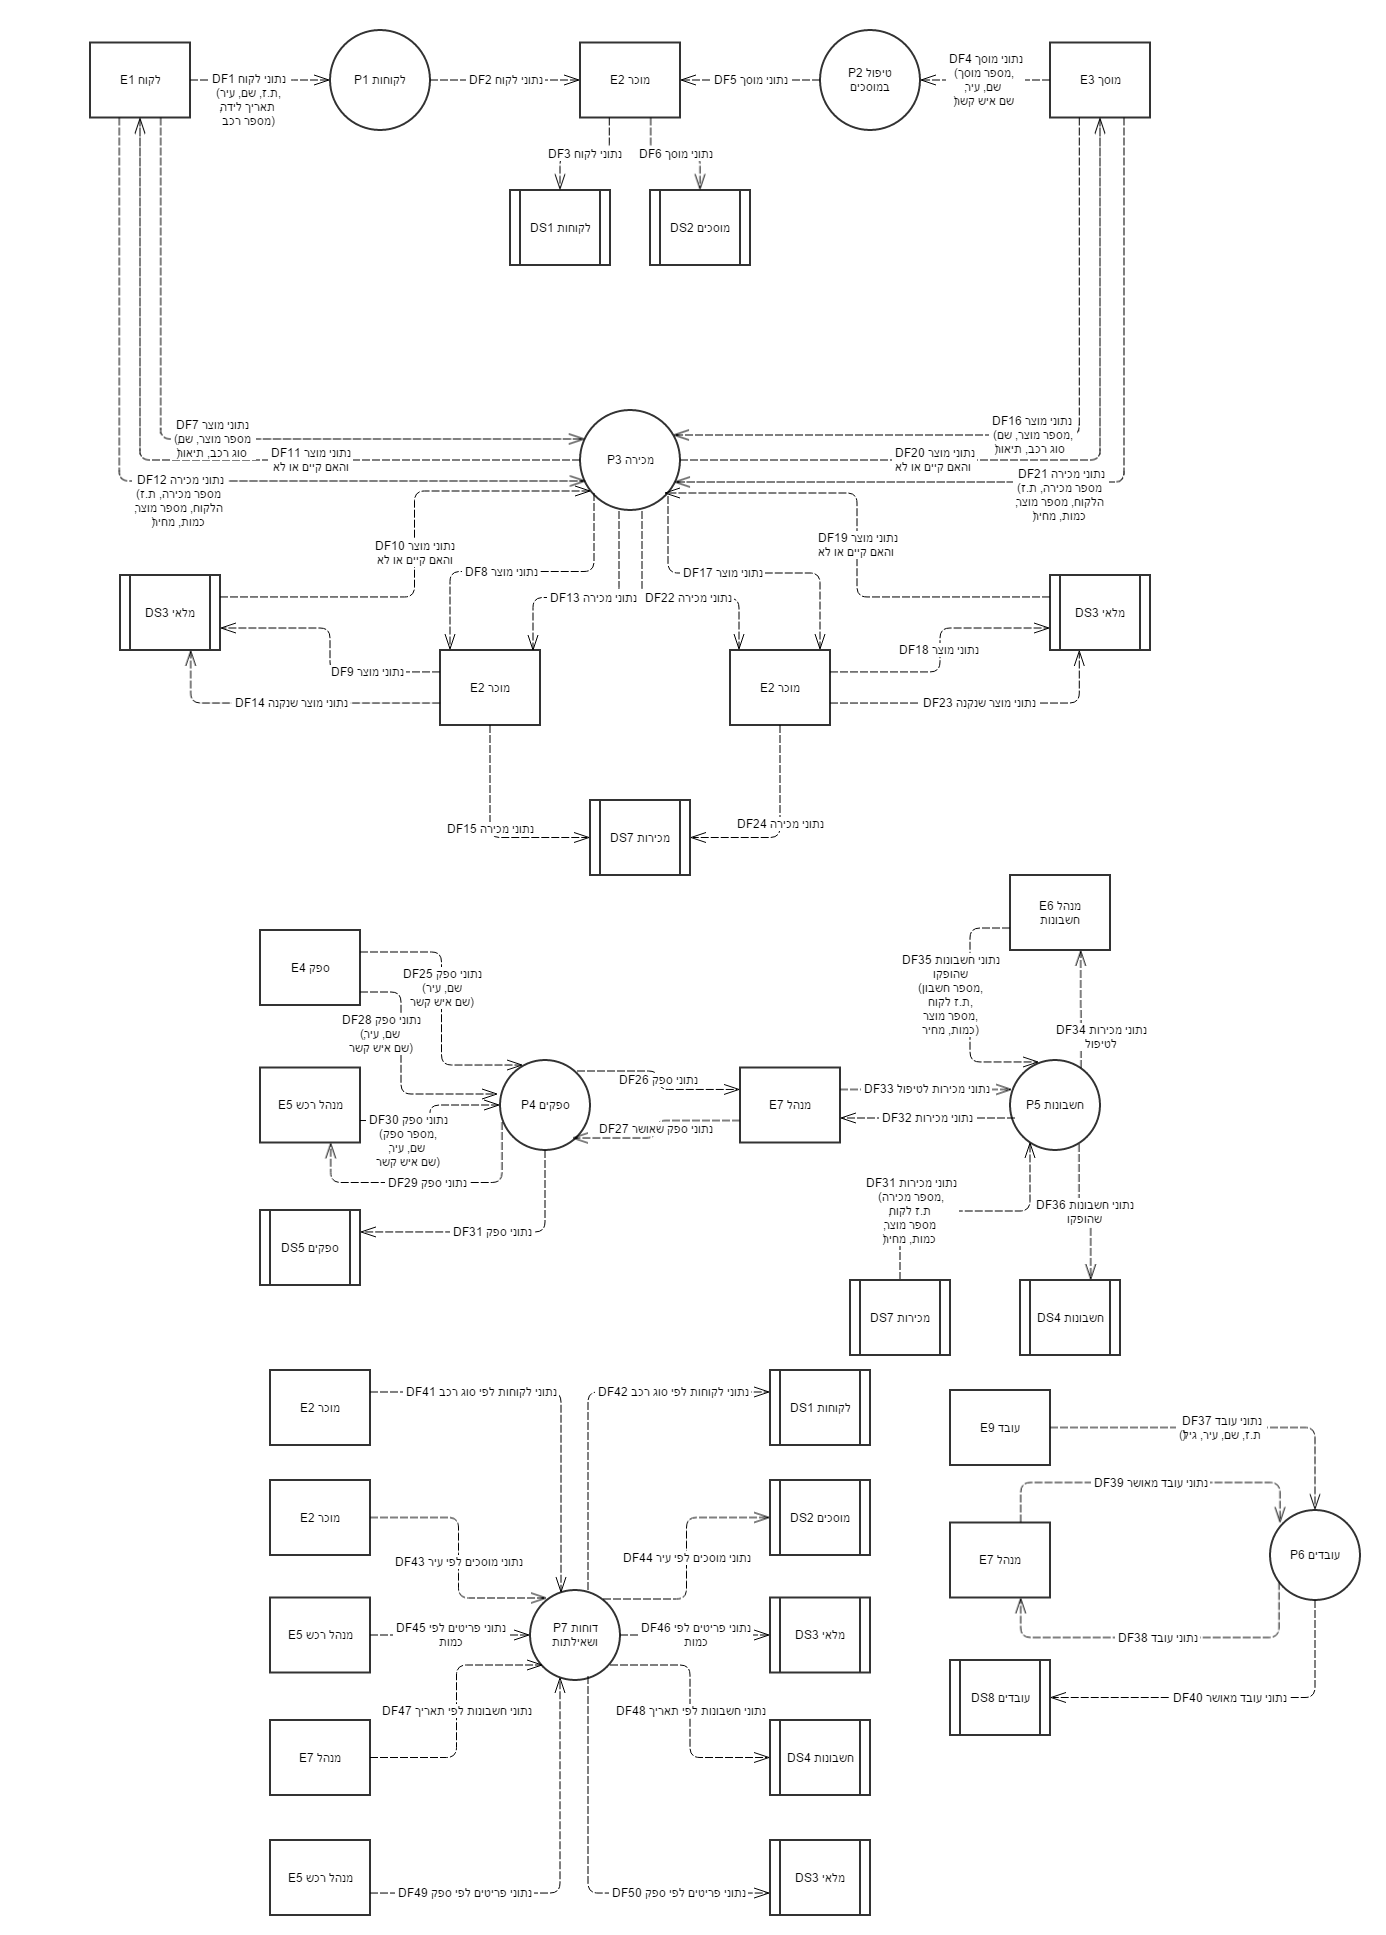 לקוח E1
נתוני לקוח DF1
(ת.ז, שם, עיר,
תאריך לידה,
מספר רכב)
לקוחות P1
נתוני לקוח DF2
מוכר E2
נתוני מוסך DF5
טיפול P2
במוסכים
נתוני מוסך DF4
(מספר מוסך,
שם, עיר,
שם איש קשר)
מוסך E3
נתוני לקוח DF3
נתוני מוסך DF6
לקוחות DS1
מוסכים DS2
נתוני מוצר DF7
(מספר מוצר, שם,
סוג רכב, תיאור)
נתוני מוצר DF11
והאם קיים או לא
נתוני מכירה DF12
(מספר מכירה, ת.ז
הלקוח, מספר מוצר,
כמות, מחיר)
מכירה P3
נתוני מוצר DF16
(מספר מוצר, שם,
סוג רכב, תיאור)
נתוני מוצר DF20
והאם קיים או לא
נתוני מכירה DF21
(מספר מכירה, ת.ז
הלקוח, מספר מוצר,
כמות, מחיר)
נתוני מוצר DF10
והאם קיים או לא
נתוני מוצר DF19
והאם קיים או לא
נתוני מוצר DF8
נתוני מוצר DF17
נתוני מכירה DF13
נתוני מכירה DF22
מלאי DS3
מלאי DS3
נתוני מוצר DF9
נתוני מוצר DF18
מוכר E2
מוכר E2
נתוני מוצר שנקנה DF14
נתוני מוצר שנקנה DF23
נתוני מכירה DF15
נתוני מכירה DF24
מכירות DS7
ספק E4
נתוני ספק DF25
(שם, עיר,
שם איש קשר)
נתוני ספק DF28
(שם, עיר,
שם איש קשר)
מנהל רכש E5
נתוני ספק DF30
(מספר ספק,
שם, עיר,
שם איש קשר)
נתוני ספק DF29
ספקים P4
נתוני ספק DF26
נתוני ספק שאושר DF27
נתוני ספק DF31
ספקים DS5
מנהל E7
מנהל E6
חשבונות
נתוני חשבונות DF35
שהופקו
(מספר חשבון,
ת.ז לקוח,
מספר מוצר,
כמות, מחיר)
נתוני מכירות DF34
לטיפול
נתוני מכירות לטיפול DF33
נתוני מכירות DF32
חשבונות P5
נתוני מכירות DF31
(מספר מכירה,
ת.ז לקוח,
מספר מוצר,
כמות, מחיר)
נתוני חשבונות DF36
שהופקו
מכירות DS7
חשבונות DS4
מוכר E2
נתוני לקוחות לפי סוג רכב DF41
נתוני לקוחות לפי סוג רכב DF42
לקוחות DS1
מוכר E2
נתוני מוסכים לפי עיר DF43
נתוני מוסכים לפי עיר DF44
מוסכים DS2
מנהל רכש E5
נתוני פריטים לפי DF45
כמות
דוחות P7
ושאילתות
נתוני פריטים לפי DF46
כמות
מלאי DS3
נתוני חשבונות לפי תאריך DF47
נתוני חשבונות לפי תאריך DF48
מנהל E7
חשבונות DS4
מנהל רכש E5
נתוני פריטים לפי ספק DF49
נתוני פריטים לפי ספק DF50
מלאי DS3
עובד E9
נתוני עובד DF37
(ת.ז, שם, עיר, גיל)
נתוני עובד מאושר DF39
מנהל E7
עובדים P6
נתוני עובד DF38
עובדים DS8
נתוני עובד מאושר DF40